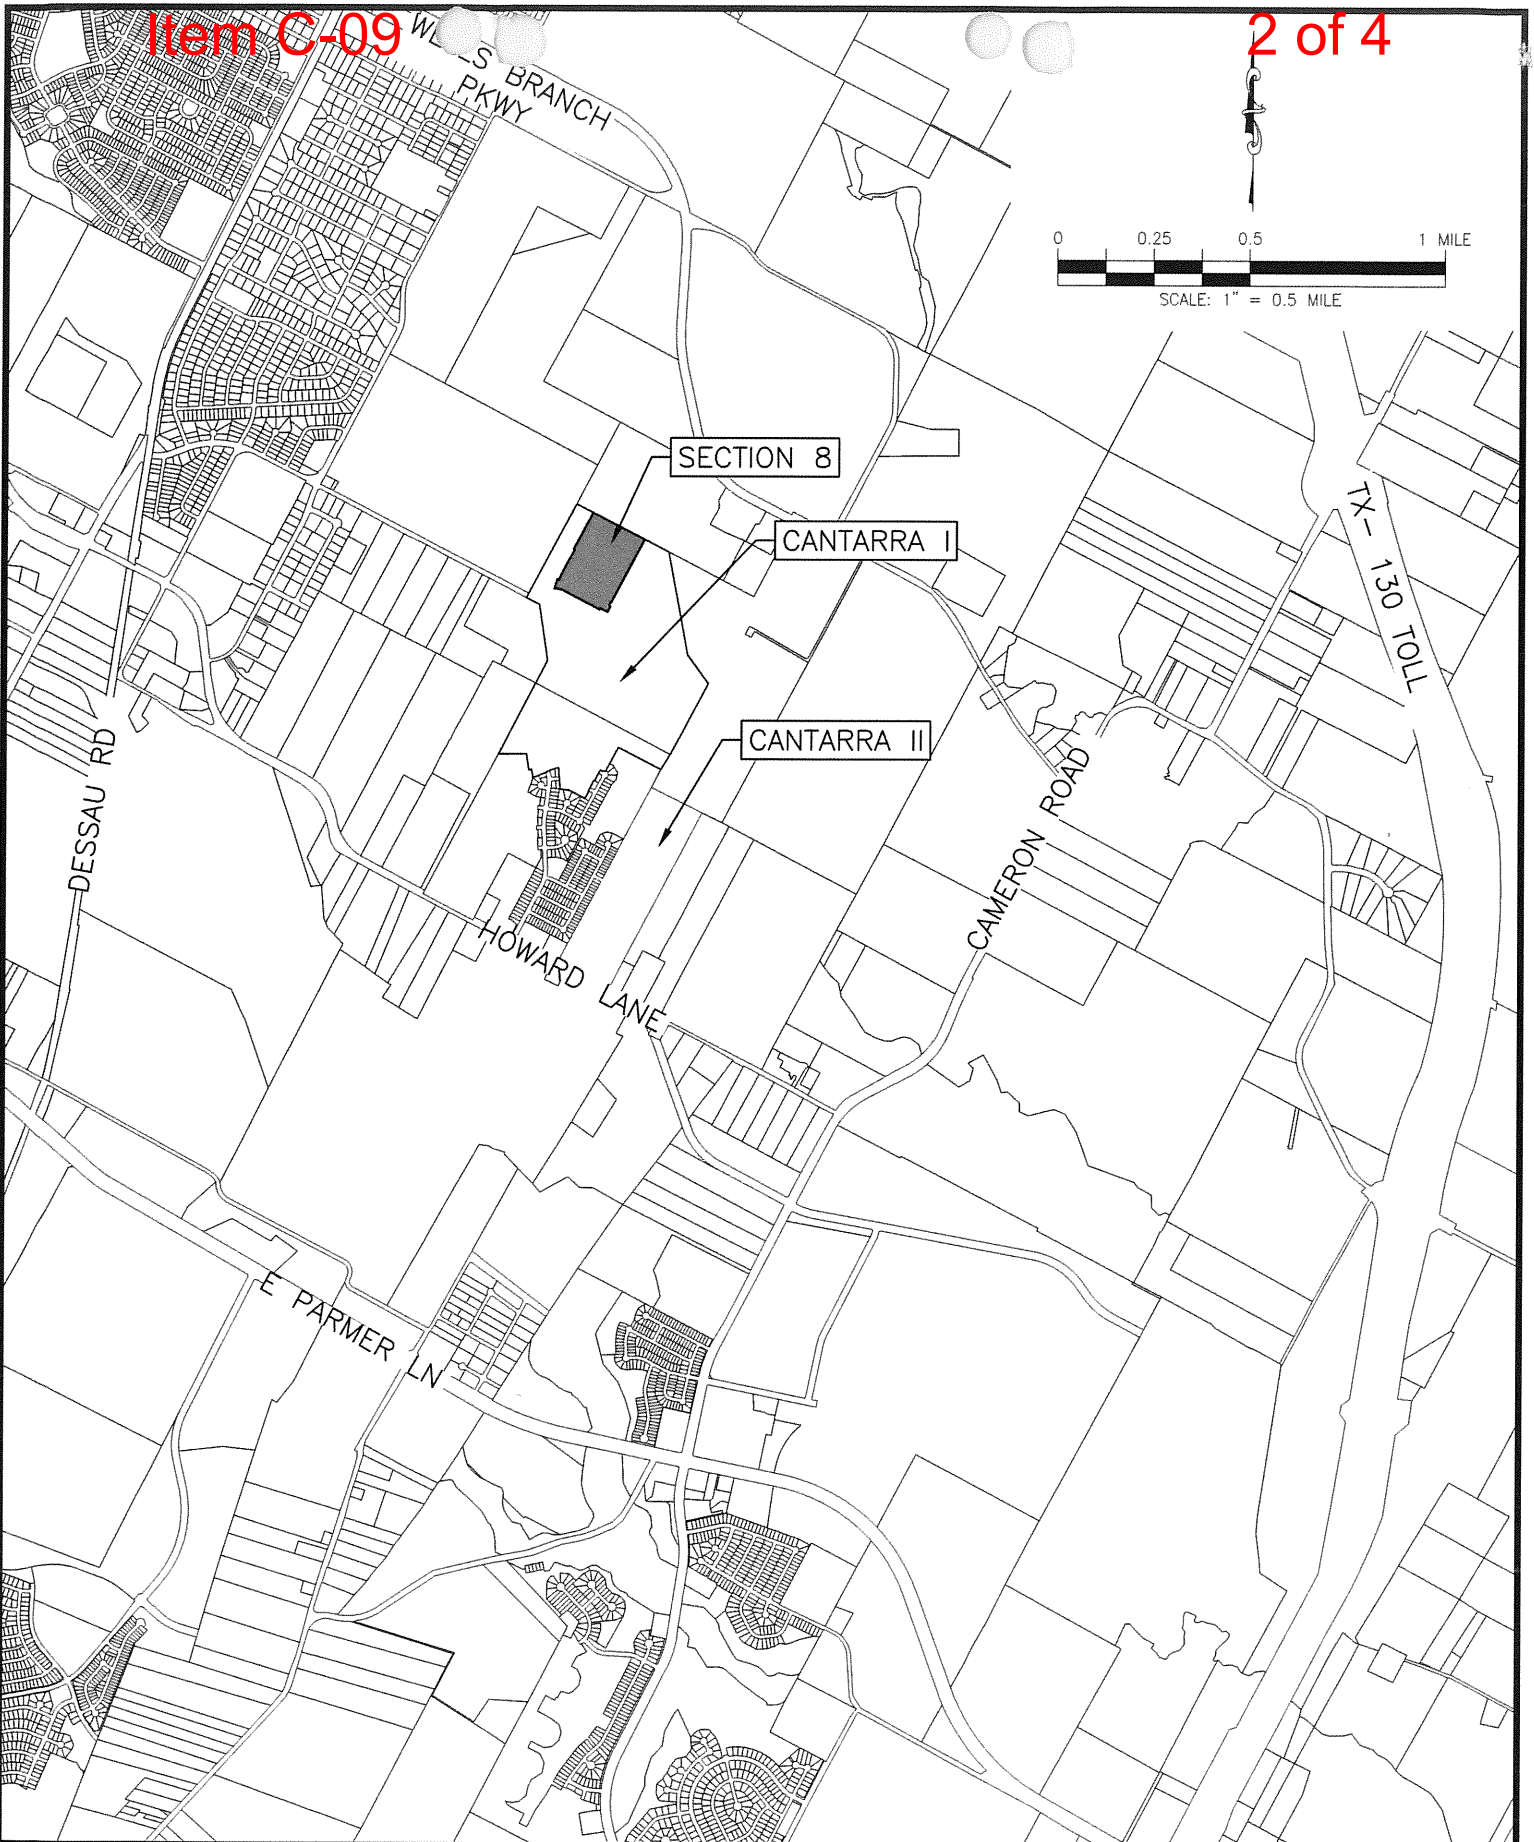 Item C-09
2 of 4
WELLS BRANCH
PKWY
0 0.25 0.5 1 MILE
SCALE: 1" = 0.5 MILE
SECTION 8
TX- 130 TOLL
CANTARRA I
CANTARRA II
DESSAU RD
CAMERON ROAD
HOWARD LANE
E PARMER LN